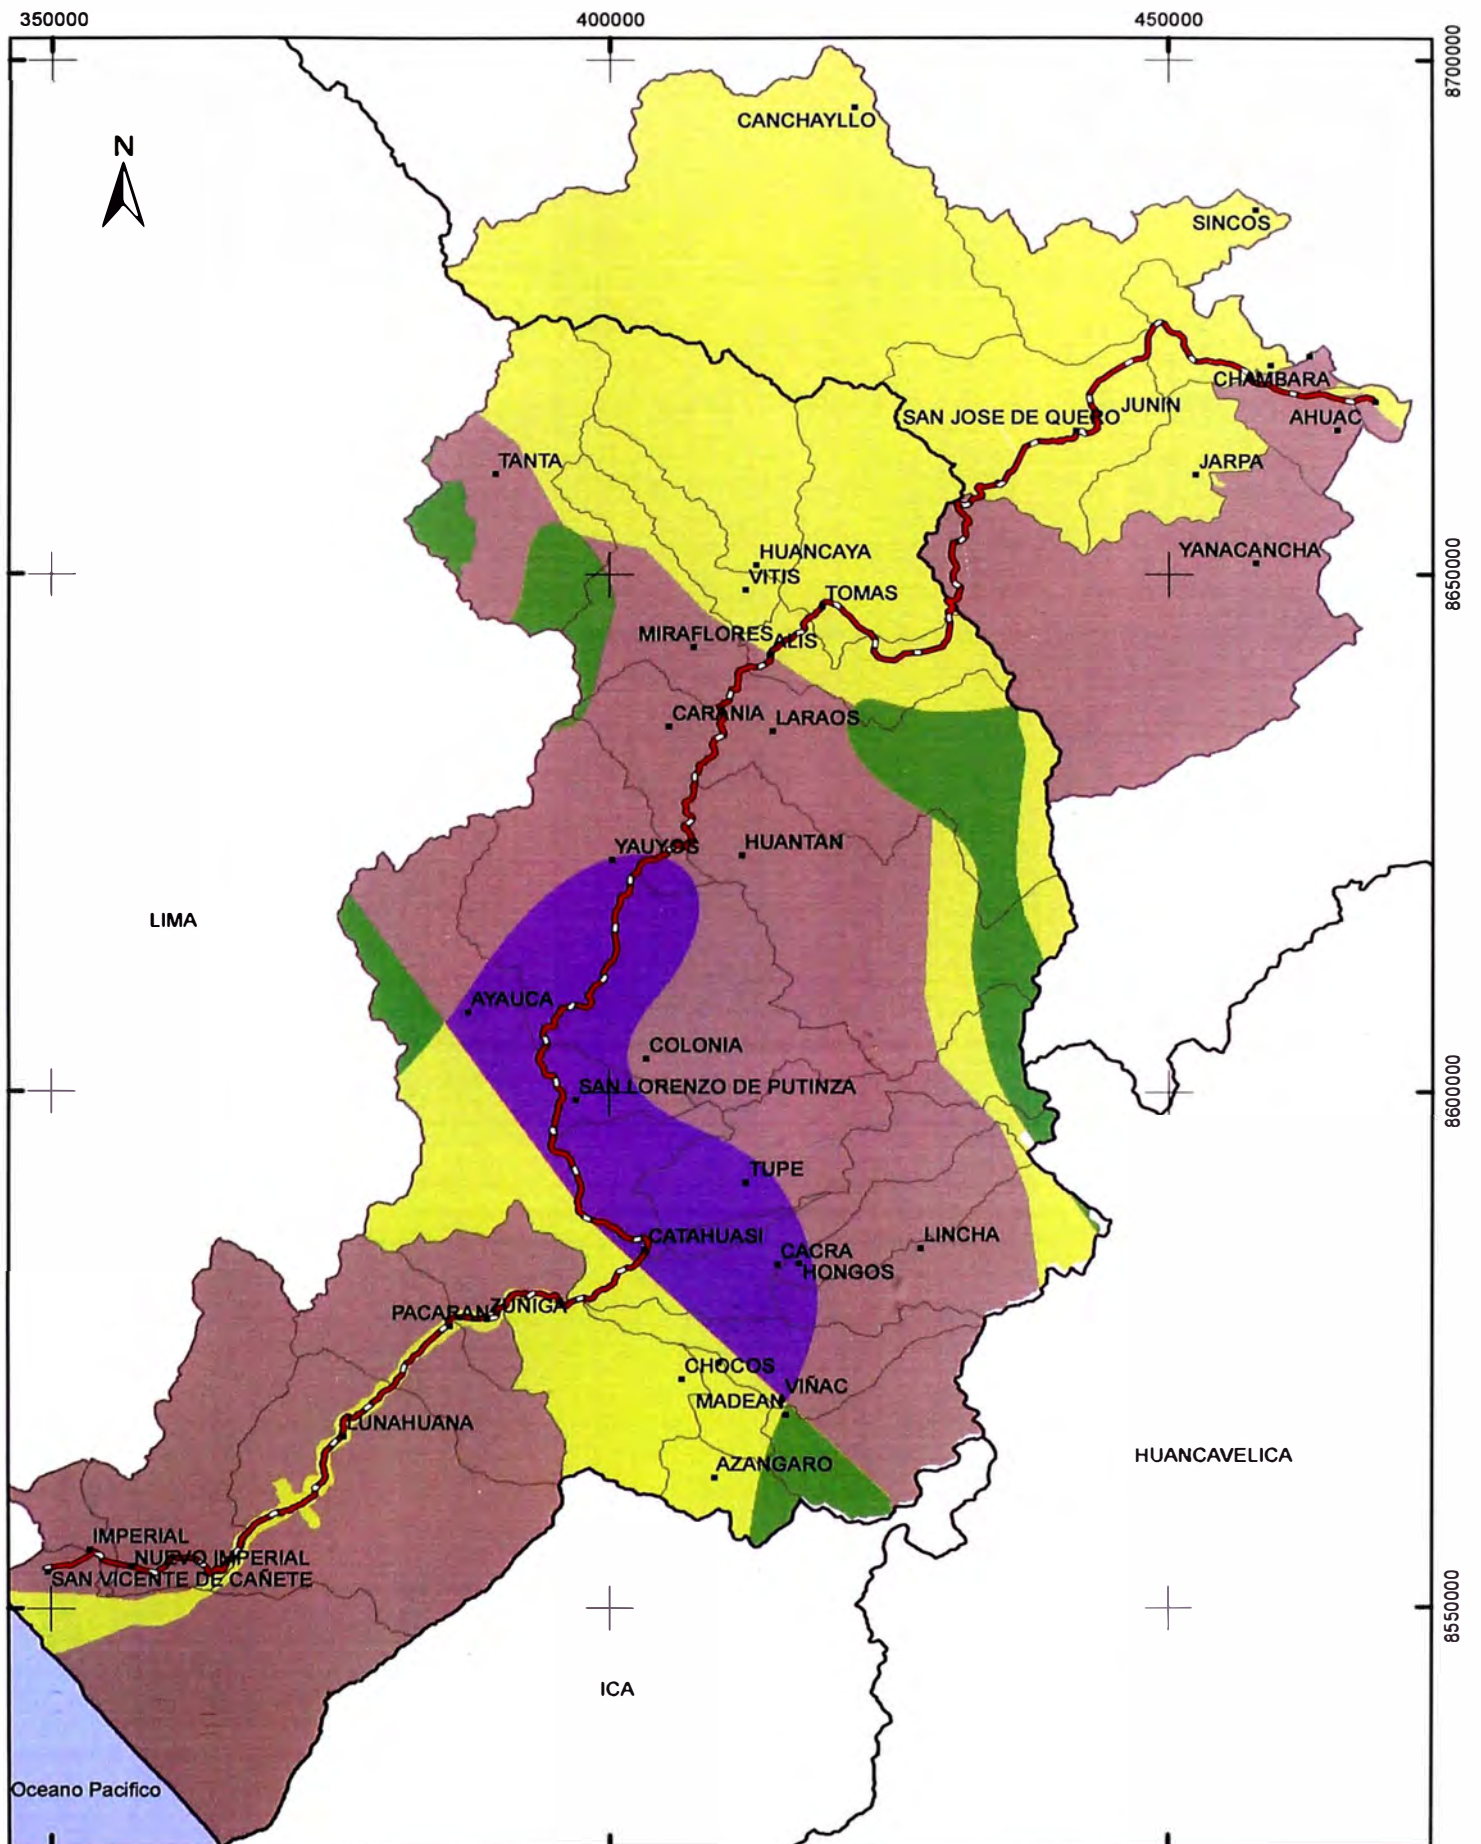 350000
400000
450000
8700000
N
CANCHAYLLO
SINCOS
CHAMBARA
JUNIN
SAN JOSE DE QUERO
AHUAC
TANTA
JARPA
HUANCAYA
YANACANCHA
VITIS
TOMAS
8650000
MIRAFLORES
ALIS
CARANIA
LARAOS
YAUYOS
HUANTAN
LIMA
AYAUCA
COLONIA
SAN LORENZO DE PUTINZA
8600000
TUPE
CATAHUASI
LINCHA
CACRA
HONGOS
PACARAN
ZUÑIGA
CHOCOS
VIÑAC
MADEAN
LUNAHUANA
HUANCAVELICA
AZANGARO
IMPERIAL
NUEVO IMPERIAL
SAN VICENTE DE CAÑETE
8550000
ICA
Oceano Pacifico